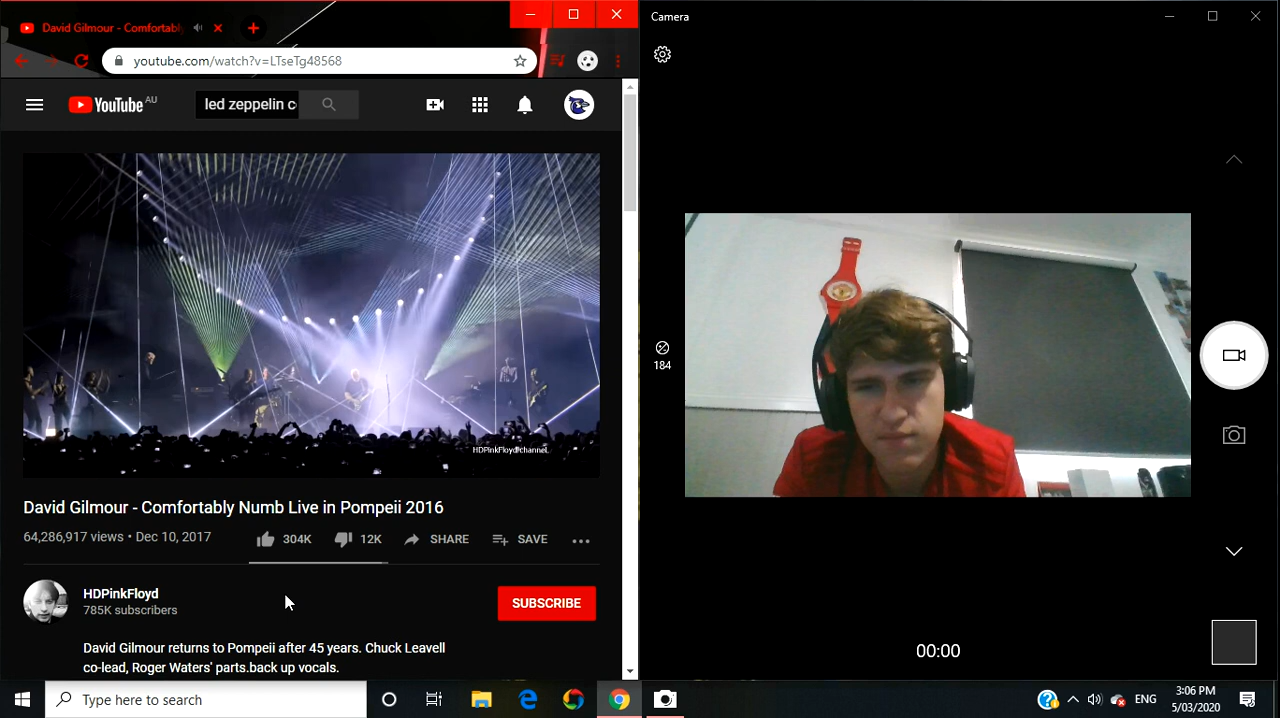 David Gilmour - Comfortabl
youtube.com/watch?v=LTseTg48568
YouTube AU
led zeppelin c
HDPinkFloyd channel.
David Gilmour - Comfortably Numb Live in Pompeii 2016
64,286,917 views • Dec 10, 2017
304K
12K
SHARE
SAVE
HDPinkFloyd
785K subscribers
SUBSCRIBE
David Gilmour returns to Pompeii after 45 years. Chuck Leavell
co-lead, Roger Waters' parts.back up vocals.
Camera
184
00:00
Type here to search
ENG
3:06 PM
5/03/2020